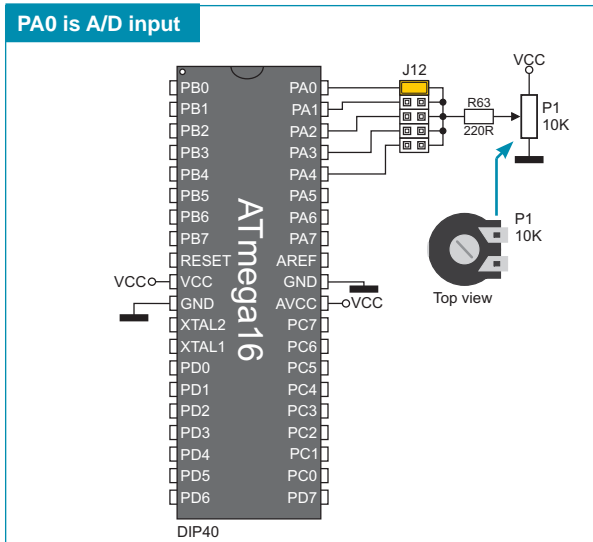 PA0 is A/D input
VCC
J12
PB0 PA0
PB1 PA1
R63
P1
10K
PB2 PA2
220R
PB3 PA3
PB4 PA4
PB5 PA5
PB6 PA6
PB7 PA7
P1
10K
RESET AREF
VCC VCC GND
GND AVCC VCC
Top view
XTAL2 PC7
XTAL1 PC6
PD0 PC5
PD1 PC4
PD2 PC3
PD3 PC2
PD4 PC1
PD5 PC0
PD6 PD7
ATmega16
DIP40